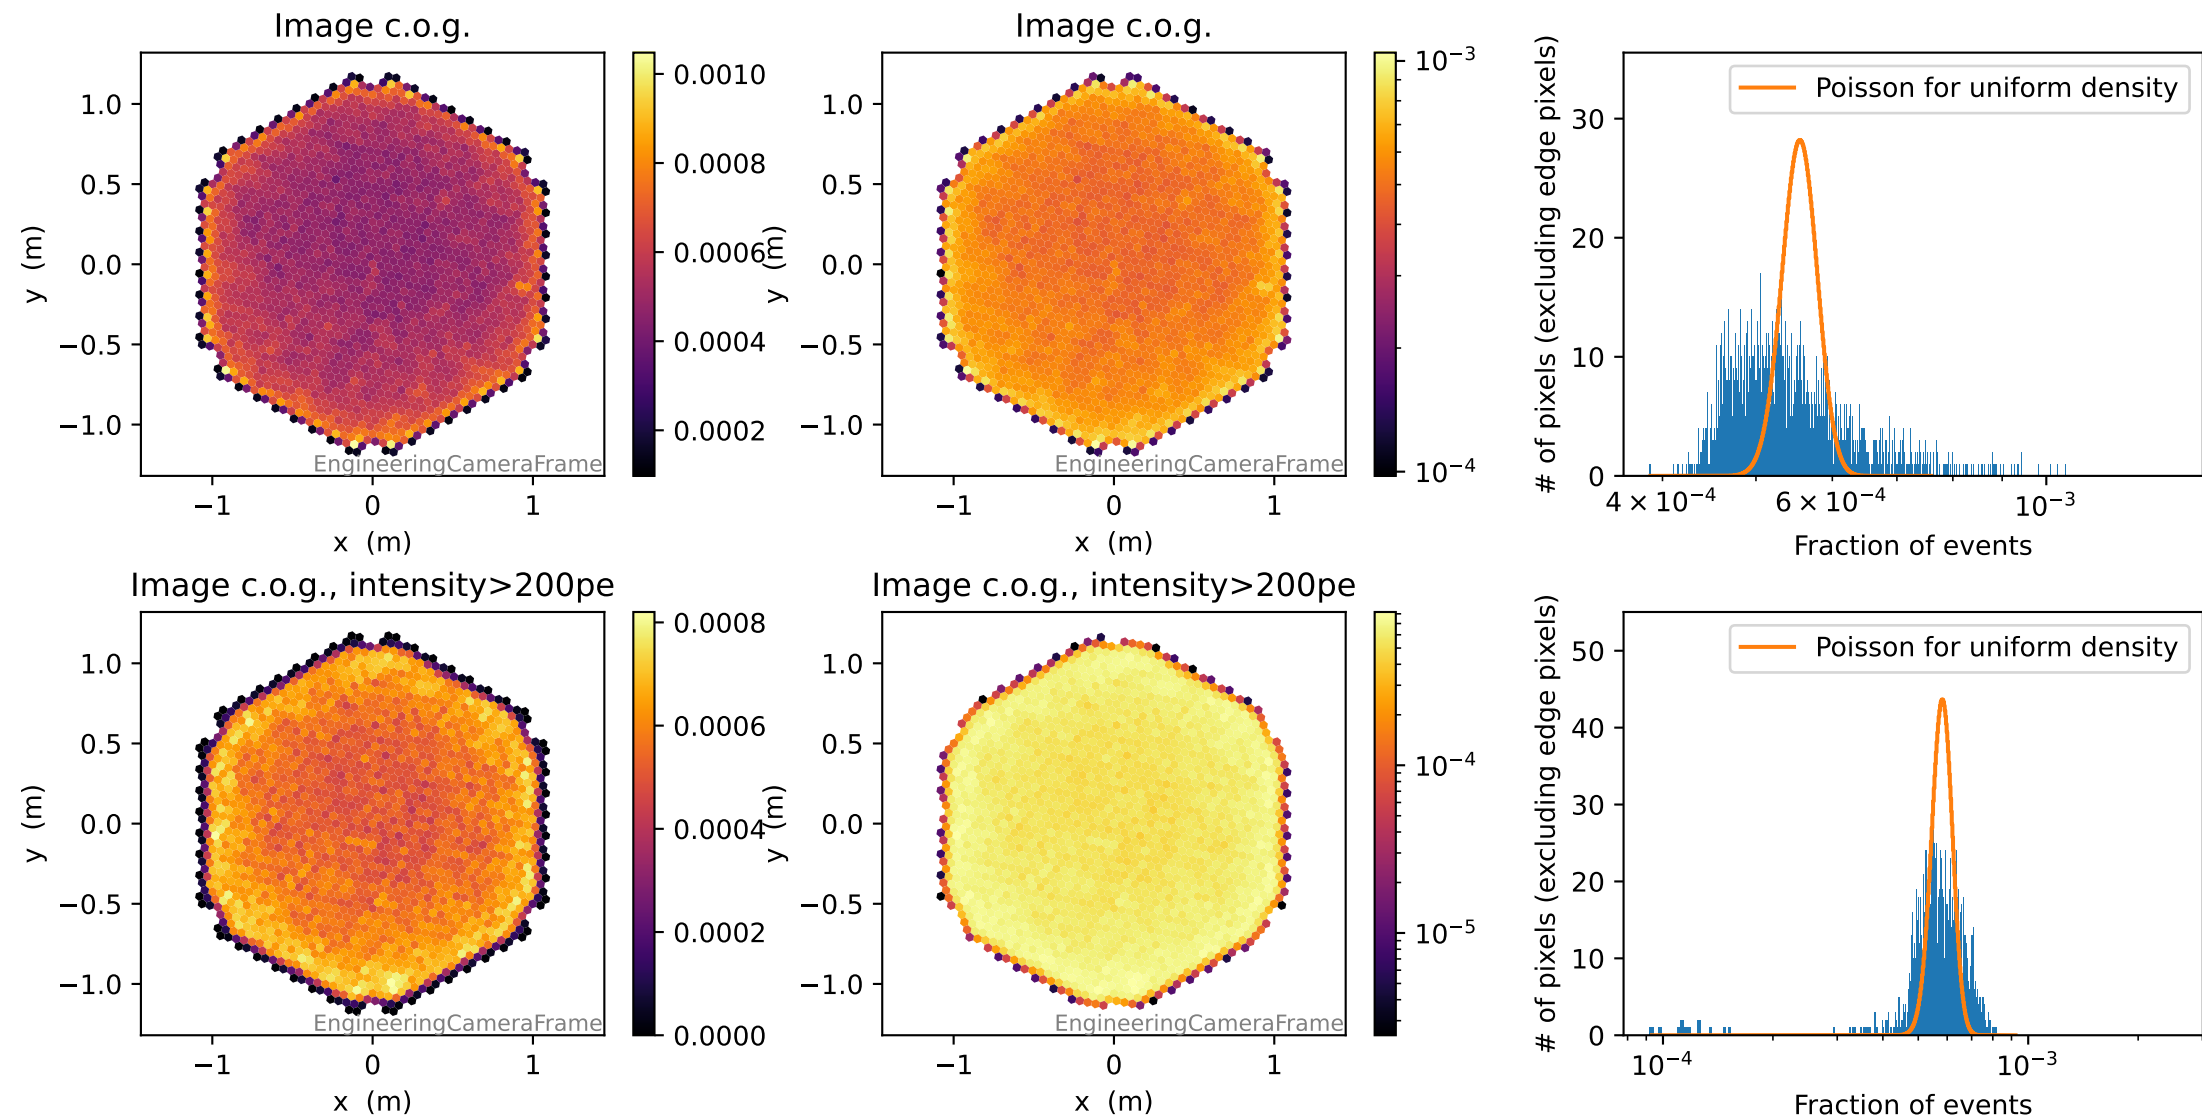 Image c.o.g.
1.0
0.5
0.0
−0.5
−1.0
y (m)
−1
0
1
x (m)
EngineeringCameraFrame
0.0010
0.0008
0.0006
0.0004
0.0002
Image c.o.g.
1.0
0.5
0.0
−0.5
−1.0
y (m)
−1
0
1
x (m)
EngineeringCameraFrame
10⁻³
10⁻⁴
# of pixels (excluding edge pixels)
30
20
10
0
Poisson for uniform density
4 × 10⁻⁴
6 × 10⁻⁴
10⁻³
Fraction of events
Image c.o.g., intensity>200pe
1.0
0.5
0.0
−0.5
−1.0
y (m)
−1
0
1
x (m)
EngineeringCameraFrame
0.0008
0.0006
0.0004
0.0002
0.0000
Image c.o.g., intensity>200pe
1.0
0.5
0.0
−0.5
−1.0
y (m)
−1
0
1
x (m)
EngineeringCameraFrame
10⁻⁴
10⁻⁵
# of pixels (excluding edge pixels)
50
40
30
20
10
0
Poisson for uniform density
10⁻⁴
10⁻³
Fraction of events